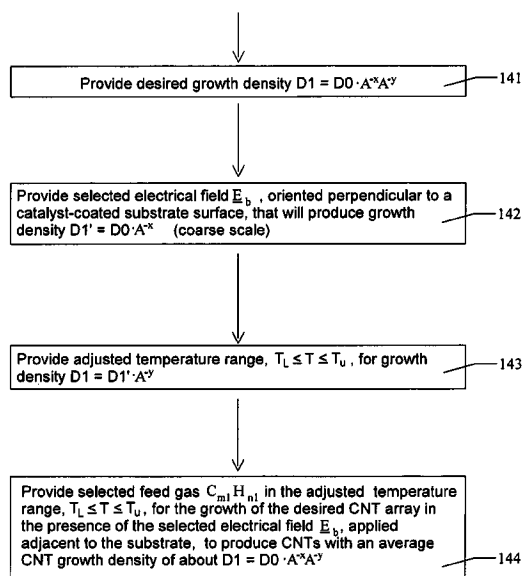 Provide desired growth density D1 = D0 · A⁻ˣA⁻ʸ
141
Provide selected electrical field E_b , oriented perpendicular to a
catalyst-coated substrate surface, that will produce growth
density D1' = D0 · A⁻ˣ (coarse scale)
142
Provide adjusted temperature range, T_L ≤ T ≤ T_u , for growth
density D1 = D1' · A⁻ʸ
143
Provide selected feed gas C_m1 H_n1 in the adjusted temperature
range, T_L ≤ T ≤ T_u, for the growth of the desired CNT array in
the presence of the selected electrical field E_b, applied
adjacent to the substrate, to produce CNTs with an average
CNT growth density of about D1 = D0 · A⁻ˣA⁻ʸ
144